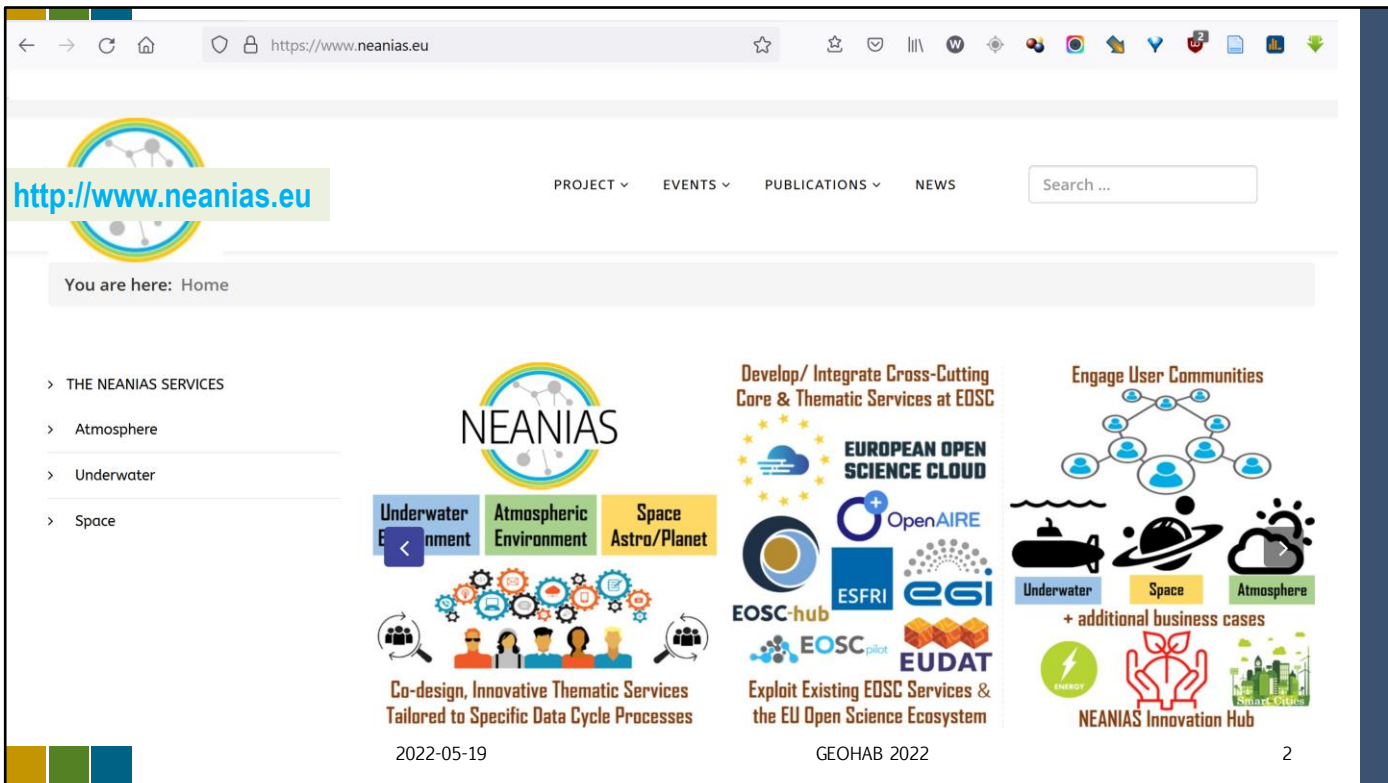 https://www.neanias.eu
2
http://www.neanias.eu
PROJECT
EVENTS
PUBLICATIONS
NEWS
Search ...
You are here: Home
THE NEANIAS SERVICES
Atmosphere
Underwater
Space
NEANIAS
Underwater
Atmospheric
Environment
Space
Astro/Planet
Co-design, Innovative Thematic Services
Tailored to Specific Data Cycle Processes
Develop/ Integrate Cross-Cutting
Core & Thematic Services at EOSC
EUROPEAN OPEN
SCIENCE CLOUD
OpenAIRE
EOSC-hub
ESFRI
egi
EOSCpilot
EUDAT
Exploit Existing EOSC Services &
the EU Open Science Ecosystem
Engage User Communities
Underwater
Space
Atmosphere
+ additional business cases
ENERGY
Smart Cities
NEANIAS Innovation Hub
2022-05-19
GEOHAB 2022
2